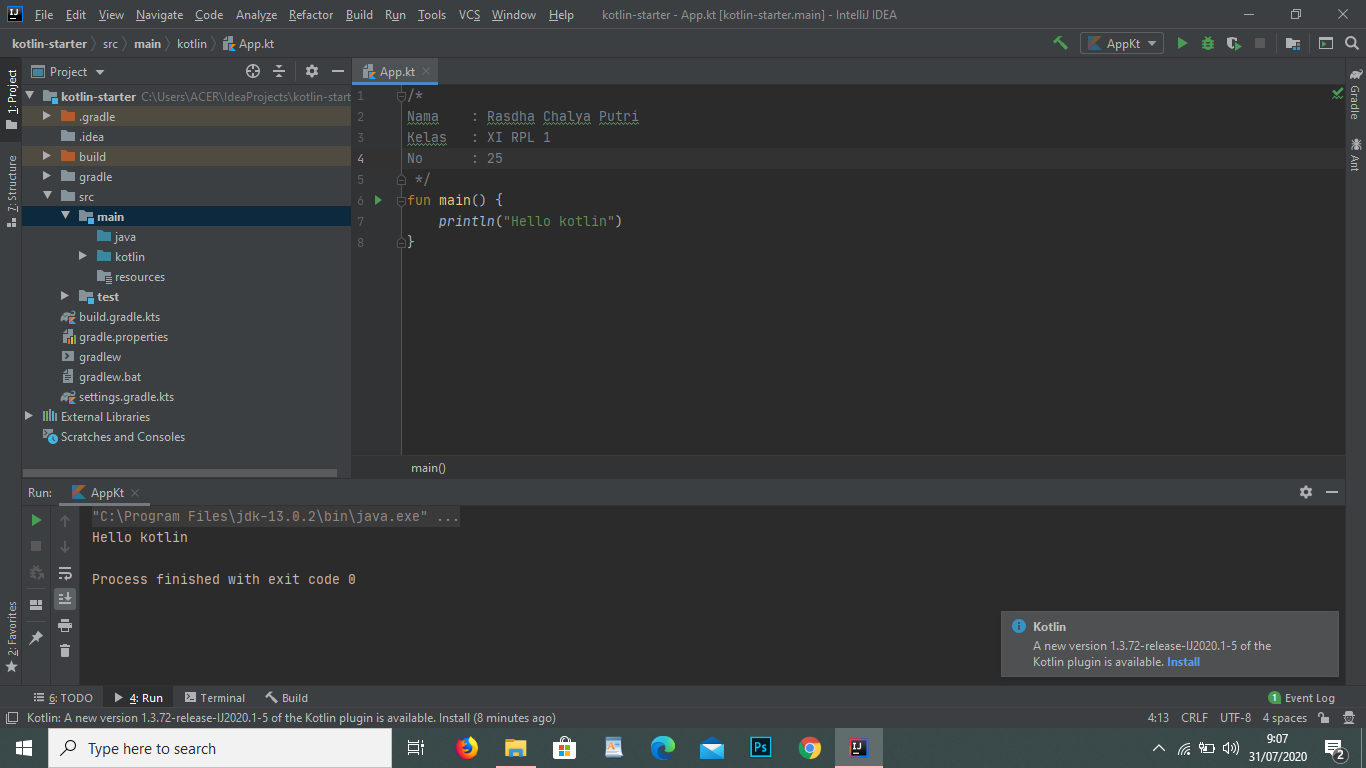 File Edit View Navigate Code Analyze Refactor Build Run Tools VCS Window Help kotlin-starter - App.kt [kotlin-starter.main] - IntelliJ IDEA
kotlin-starter src main kotlin App.kt
AppKt
1: Project
Project
App.kt
kotlin-starter C:\Users\ACER\IdeaProjects\kotlin-start
.gradle
.idea
build
gradle
src
main
java
kotlin
resources
test
build.gradle.kts
gradle.properties
gradlew
gradlew.bat
settings.gradle.kts
External Libraries
Scratches and Consoles
7: Structure
2: Favorites
1 /*
2 Nama : Rasdha Chalya Putri
3 Kelas : XI RPL 1
4 No : 25
5 */
6 fun main() {
7 println("Hello kotlin")
8 }
main()
Gradle
Ant
Run: AppKt
"C:\Program Files\jdk-13.0.2\bin\java.exe" ...
Hello kotlin
Process finished with exit code 0
Kotlin
A new version 1.3.72-release-IJ2020.1-5 of the
Kotlin plugin is available. Install
6: TODO 4: Run Terminal Build 1 Event Log
Kotlin: A new version 1.3.72-release-IJ2020.1-5 of the Kotlin plugin is available. Install (8 minutes ago) 4:13 CRLF UTF-8 4 spaces
Type here to search
Ps
IJ
9:07
31/07/2020
2